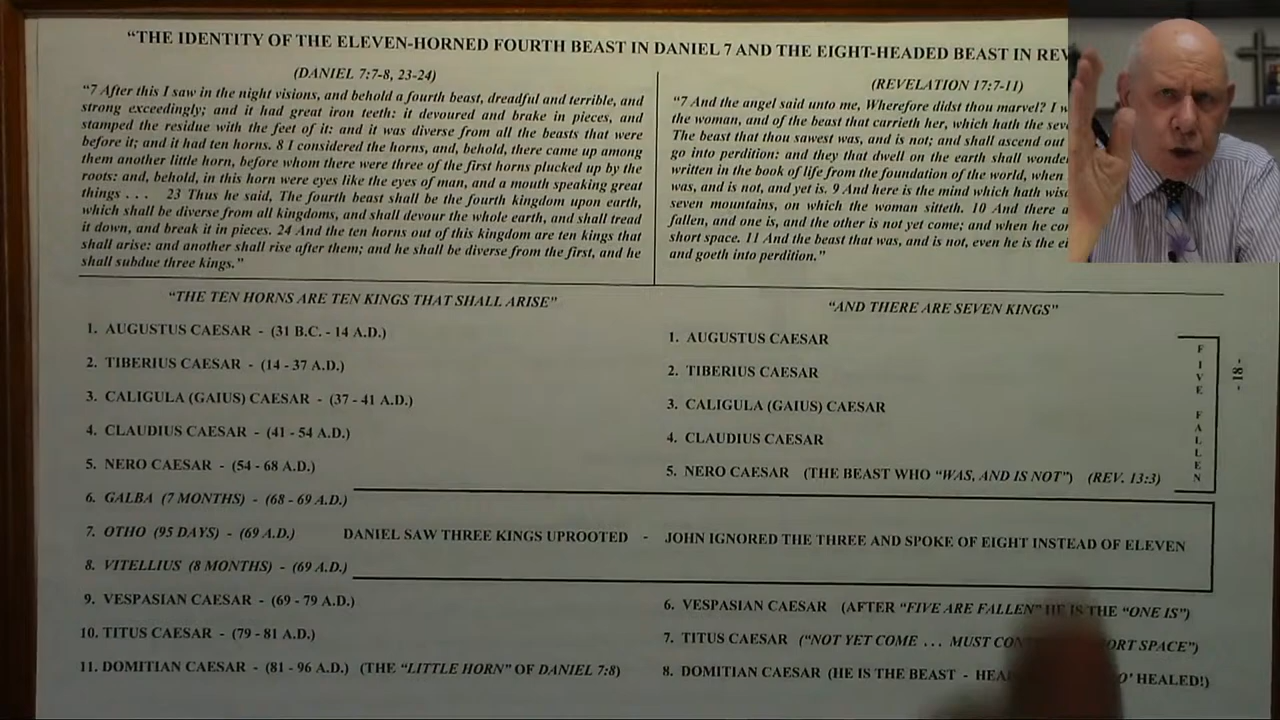 “THE IDENTITY OF THE ELEVEN-HORNED FOURTH BEAST IN DANIEL 7 AND THE EIGHT-HEADED BEAST IN REV
(DANIEL 7:7-8, 23-24)
“7 After this I saw in the night visions, and behold a fourth beast, dreadful and terrible, and
strong exceedingly; and it had great iron teeth: it devoured and brake in pieces, and
stamped the residue with the feet of it: and it was diverse from all the beasts that were
before it; and it had ten horns. 8 I considered the horns, and, behold, there came up among
them another little horn, before whom there were three of the first horns plucked up by the
roots: and, behold, in this horn were eyes like the eyes of man, and a mouth speaking great
things . . . 23 Thus he said, The fourth beast shall be the fourth kingdom upon earth,
which shall be diverse from all kingdoms, and shall devour the whole earth, and shall tread
it down, and break it in pieces. 24 And the ten horns out of this kingdom are ten kings that
shall arise: and another shall rise after them; and he shall be diverse from the first, and he
shall subdue three kings.”
(REVELATION 17:7-11)
“7 And the angel said unto me, Wherefore didst thou marvel? I w
the woman, and of the beast that carrieth her, which hath the sev
The beast that thou sawest was, and is not; and shall ascend out
go into perdition: and they that dwell on the earth shall wonde
written in the book of life from the foundation of the world, when
was, and is not, and yet is. 9 And here is the mind which hath wis
seven mountains, on which the woman sitteth. 10 And there a
fallen, and one is, and the other is not yet come; and when he co
short space. 11 And the beast that was, and is not, even he is the ei
and goeth into perdition.”
“THE TEN HORNS ARE TEN KINGS THAT SHALL ARISE”
1. AUGUSTUS CAESAR - (31 B.C. - 14 A.D.)
2. TIBERIUS CAESAR - (14 - 37 A.D.)
3. CALIGULA (GAIUS) CAESAR - (37 - 41 A.D.)
4. CLAUDIUS CAESAR - (41 - 54 A.D.)
5. NERO CAESAR - (54 - 68 A.D.)
6. GALBA (7 MONTHS) - (68 - 69 A.D.)
7. OTHO (95 DAYS) - (69 A.D.)
8. VITELLIUS (8 MONTHS) - (69 A.D.)
9. VESPASIAN CAESAR - (69 - 79 A.D.)
10. TITUS CAESAR - (79 - 81 A.D.)
11. DOMITIAN CAESAR - (81 - 96 A.D.) (THE “LITTLE HORN” OF DANIEL 7:8)
“AND THERE ARE SEVEN KINGS”
1. AUGUSTUS CAESAR
2. TIBERIUS CAESAR
3. CALIGULA (GAIUS) CAESAR
4. CLAUDIUS CAESAR
5. NERO CAESAR (THE BEAST WHO “WAS, AND IS NOT”) (REV. 13:3)
FIVE FALLEN
DANIEL SAW THREE KINGS UPROOTED - JOHN IGNORED THE THREE AND SPOKE OF EIGHT INSTEAD OF ELEVEN
6. VESPASIAN CAESAR (AFTER “FIVE ARE FALLEN” HE IS THE “ONE IS”)
7. TITUS CAESAR (“NOT YET COME . . . MUST CON ORT SPACE”)
8. DOMITIAN CAESAR (HE IS THE BEAST - HEA O’ HEALED!)
- 18 -